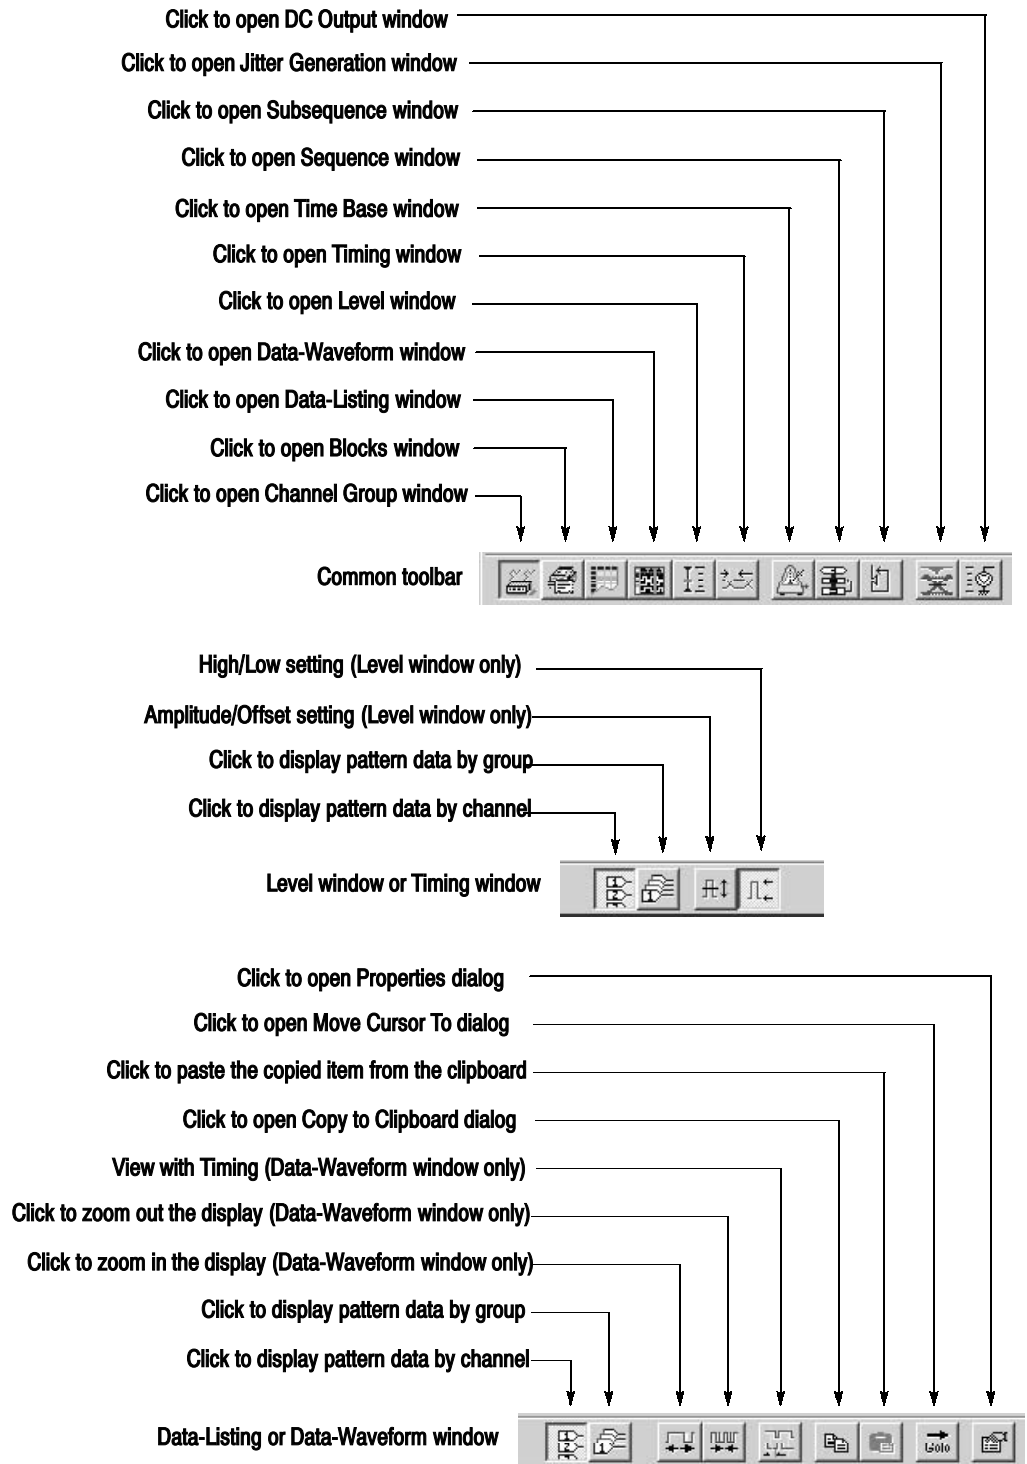 Click to open DC Output window
Click to open Jitter Generation window
Click to open Subsequence window
Click to open Sequence window
Click to open Time Base window
Click to open Timing window
Click to open Level window
Click to open Data-Waveform window
Click to open Data-Listing window
Click to open Blocks window
Click to open Channel Group window
Common toolbar
High/Low setting (Level window only)
Amplitude/Offset setting (Level window only)
Click to display pattern data by group
Click to display pattern data by channel
Level window or Timing window
1
2
1
Click to open Properties dialog
Click to open Move Cursor To dialog
Click to paste the copied item from the clipboard
Click to open Copy to Clipboard dialog
View with Timing (Data-Waveform window only)
Click to zoom out the display (Data-Waveform window only)
Click to zoom in the display (Data-Waveform window only)
Click to display pattern data by group
Click to display pattern data by channel
Data-Listing or Data-Waveform window
1
2
1
Goto